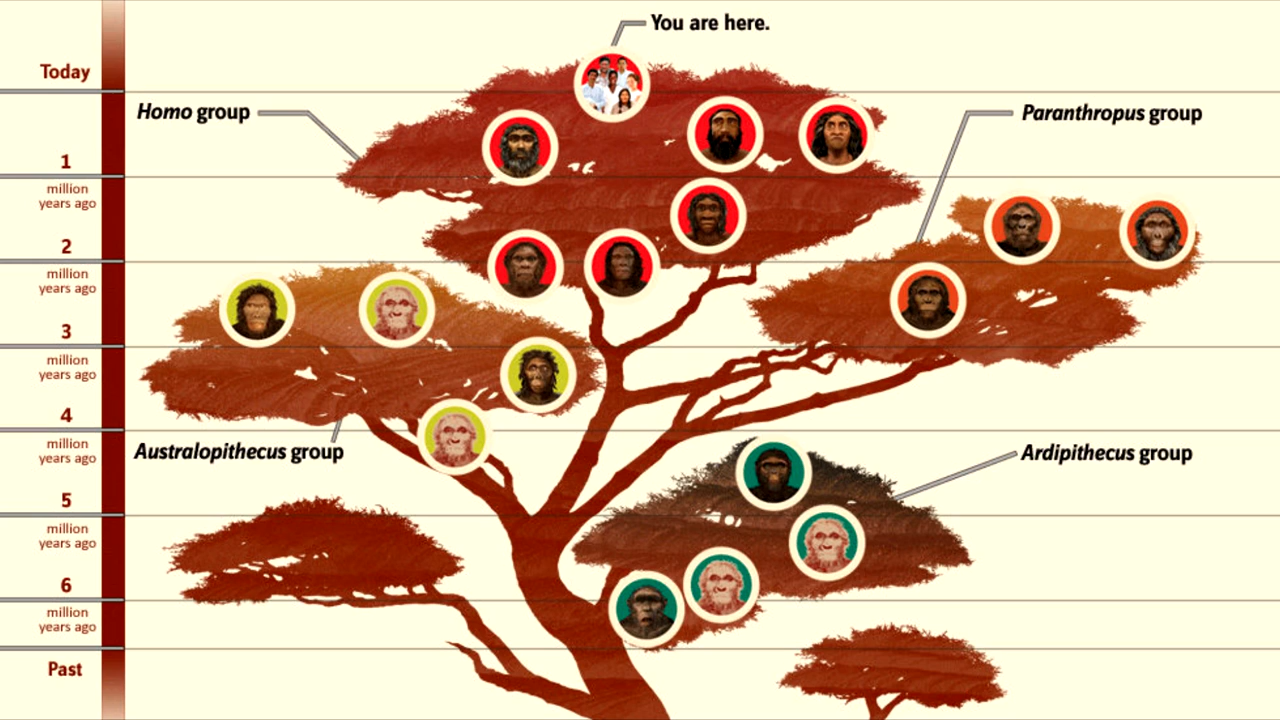 You are here.
Today
Homo group
Paranthropus group
1
million
years ago
2
million
years ago
3
million
years ago
4
million
years ago
Australopithecus group
Ardipithecus group
5
million
years ago
6
million
years ago
Past